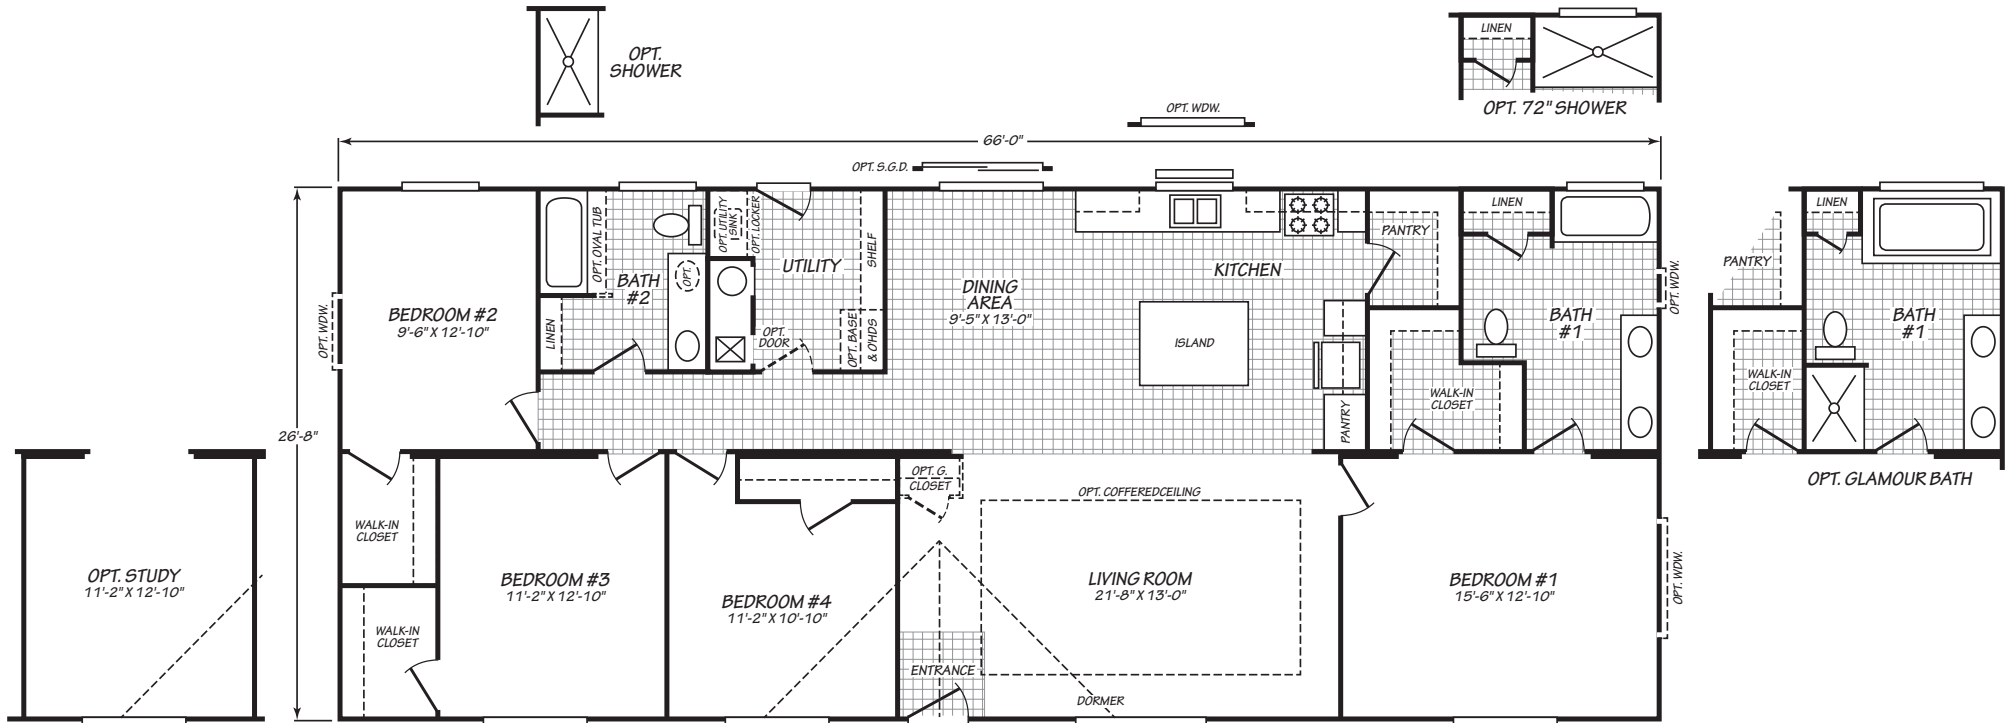 OPT.
SHOWER
LINEN
OPT. 72" SHOWER
OPT. WDW.
66'-0"
OPT. S.G.D.
26'-8"
OPT. WDW.
BEDROOM #2
9'-6" X 12'-10"
OPT. OVAL TUB
LINEN
BATH
#2
OPT.
OPT. UTILITY
SINK
OPT. LOCKER
UTILITY
SHELF
OPT.
DOOR
OPT. BASE
& O'HDS
DINING
AREA
9'-5" X 13'-0"
KITCHEN
ISLAND
PANTRY
PANTRY
LINEN
WALK-IN
CLOSET
BATH
#1
OPT. WDW.
PANTRY
LINEN
BATH
#1
WALK-IN
CLOSET
OPT. GLAMOUR BATH
OPT. STUDY
11'-2" X 12'-10"
WALK-IN
CLOSET
WALK-IN
CLOSET
BEDROOM #3
11'-2" X 12'-10"
BEDROOM #4
11'-2" X 10'-10"
OPT. G.
CLOSET
OPT. COFFEREDCEILING
LIVING ROOM
21'-8" X 13'-0"
ENTRANCE
DORMER
BEDROOM #1
15'-6" X 12'-10"
OPT. WDW.